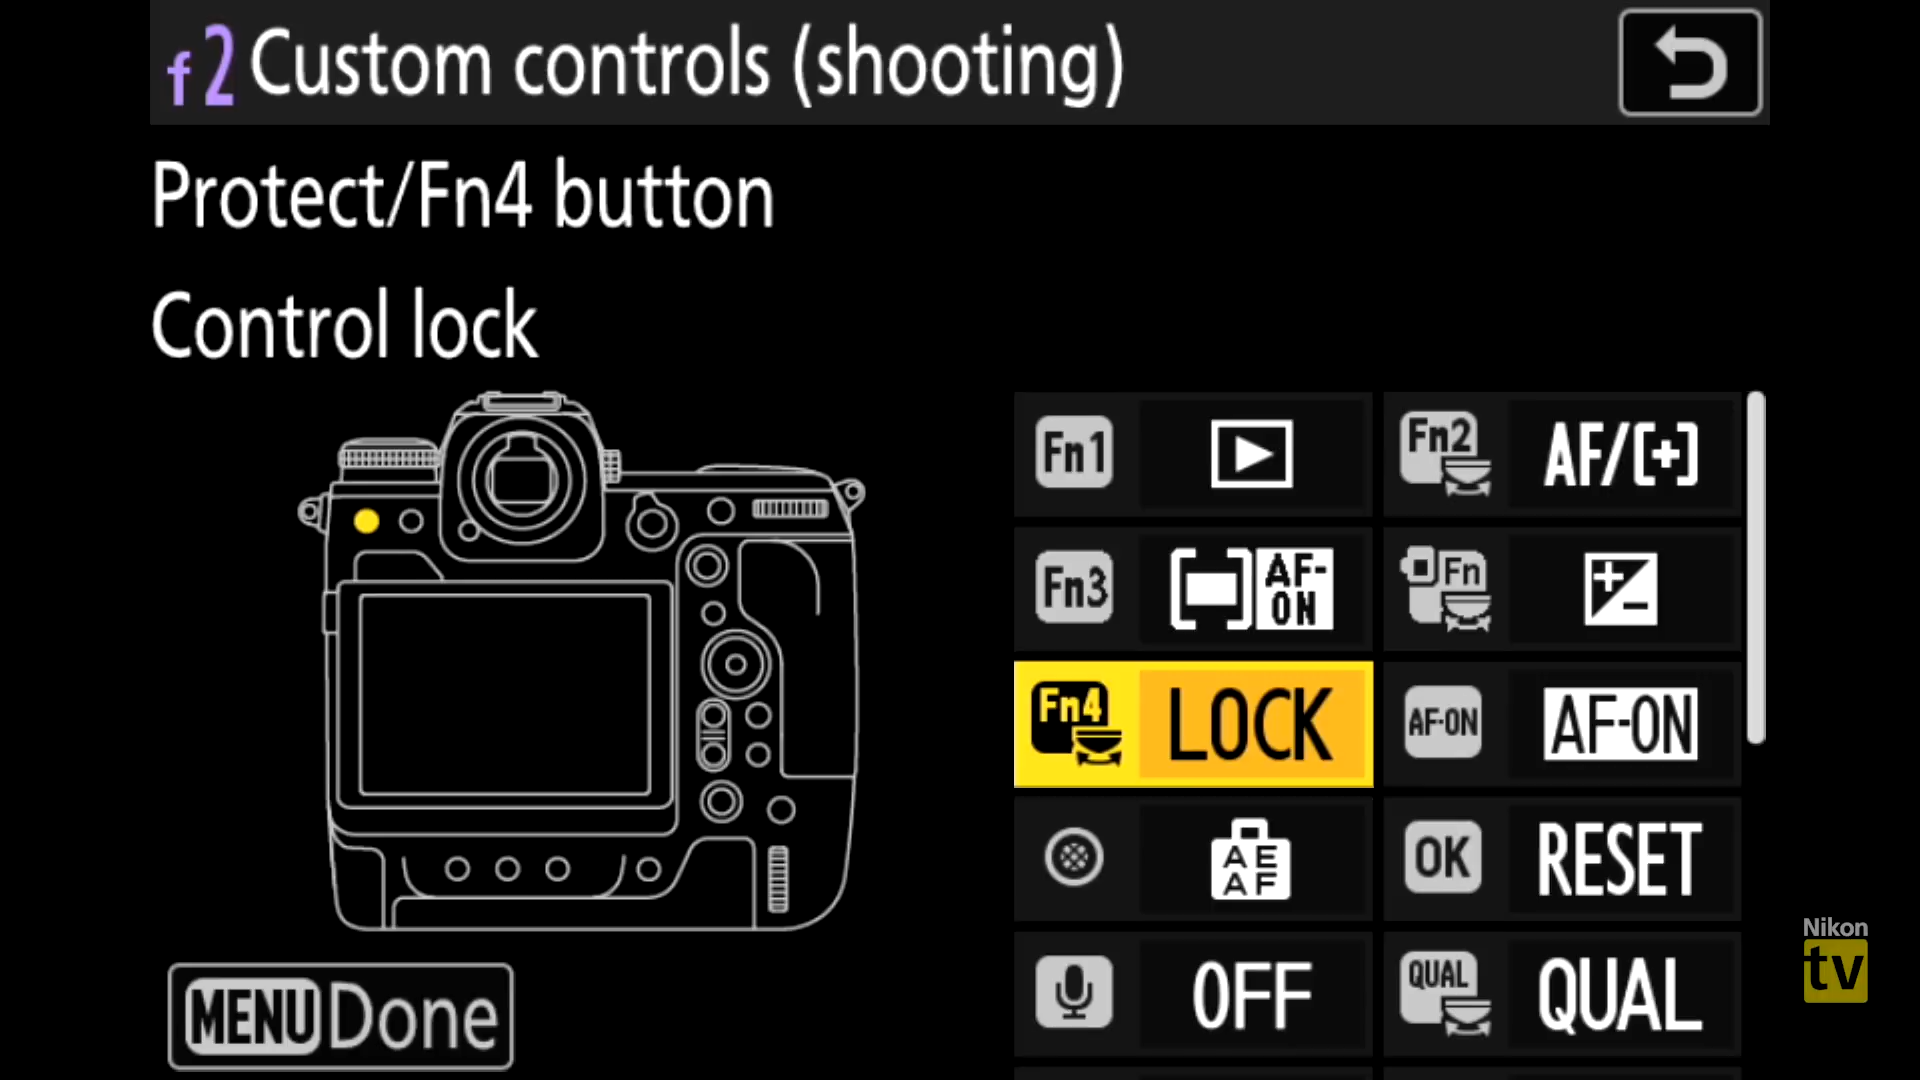 f2 Custom controls (shooting)
Protect/Fn4 button
Control lock
Fn1 Fn2 AF/[+]
Fn3 AF-ON Fn
Fn4 LOCK AF-ON AF-ON
AE AF OK RESET
OFF QUAL QUAL
MENU Done
Nikon
tv